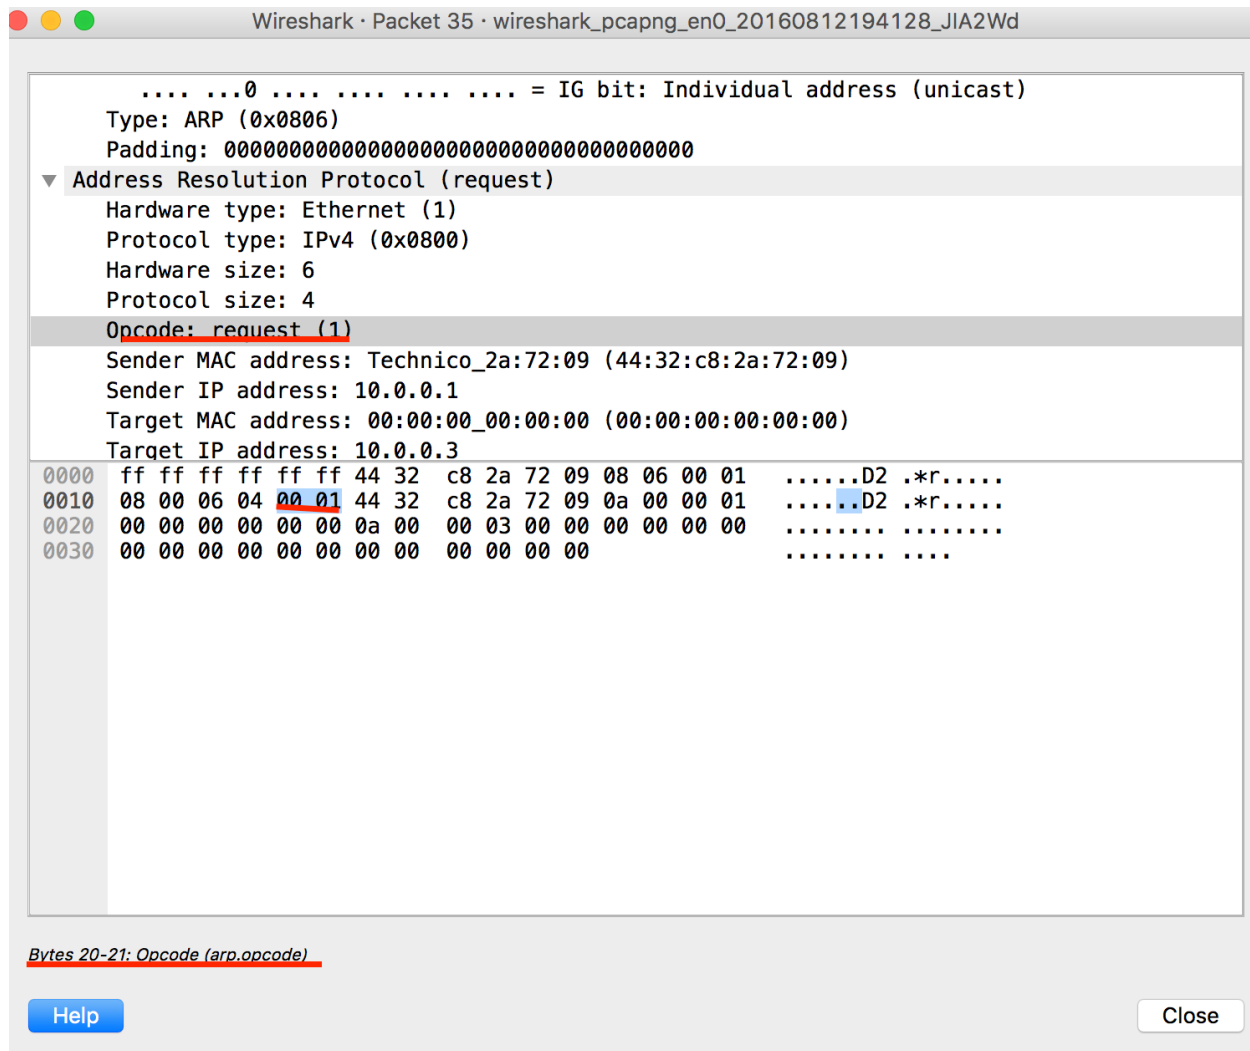 Wireshark · Packet 35 · wireshark_pcapng_en0_20160812194128_JIA2Wd
.... ...0 .... .... .... .... = IG bit: Individual address (unicast)
Type: ARP (0x0806)
Padding: 000000000000000000000000000000000000
Address Resolution Protocol (request)
Hardware type: Ethernet (1)
Protocol type: IPv4 (0x0800)
Hardware size: 6
Protocol size: 4
Opcode: request (1)
Sender MAC address: Technico_2a:72:09 (44:32:c8:2a:72:09)
Sender IP address: 10.0.0.1
Target MAC address: 00:00:00_00:00:00 (00:00:00:00:00:00)
Target IP address: 10.0.0.3
0000 ff ff ff ff ff ff 44 32 c8 2a 72 09 08 06 00 01 ......D2 .*r.....
0010 08 00 06 04 00 01 44 32 c8 2a 72 09 0a 00 00 01 ......D2 .*r.....
0020 00 00 00 00 00 00 0a 00 00 03 00 00 00 00 00 00 ........ ........
0030 00 00 00 00 00 00 00 00 00 00 00 00 ........ ....
Bytes 20-21: Opcode (arp.opcode)
Help Close